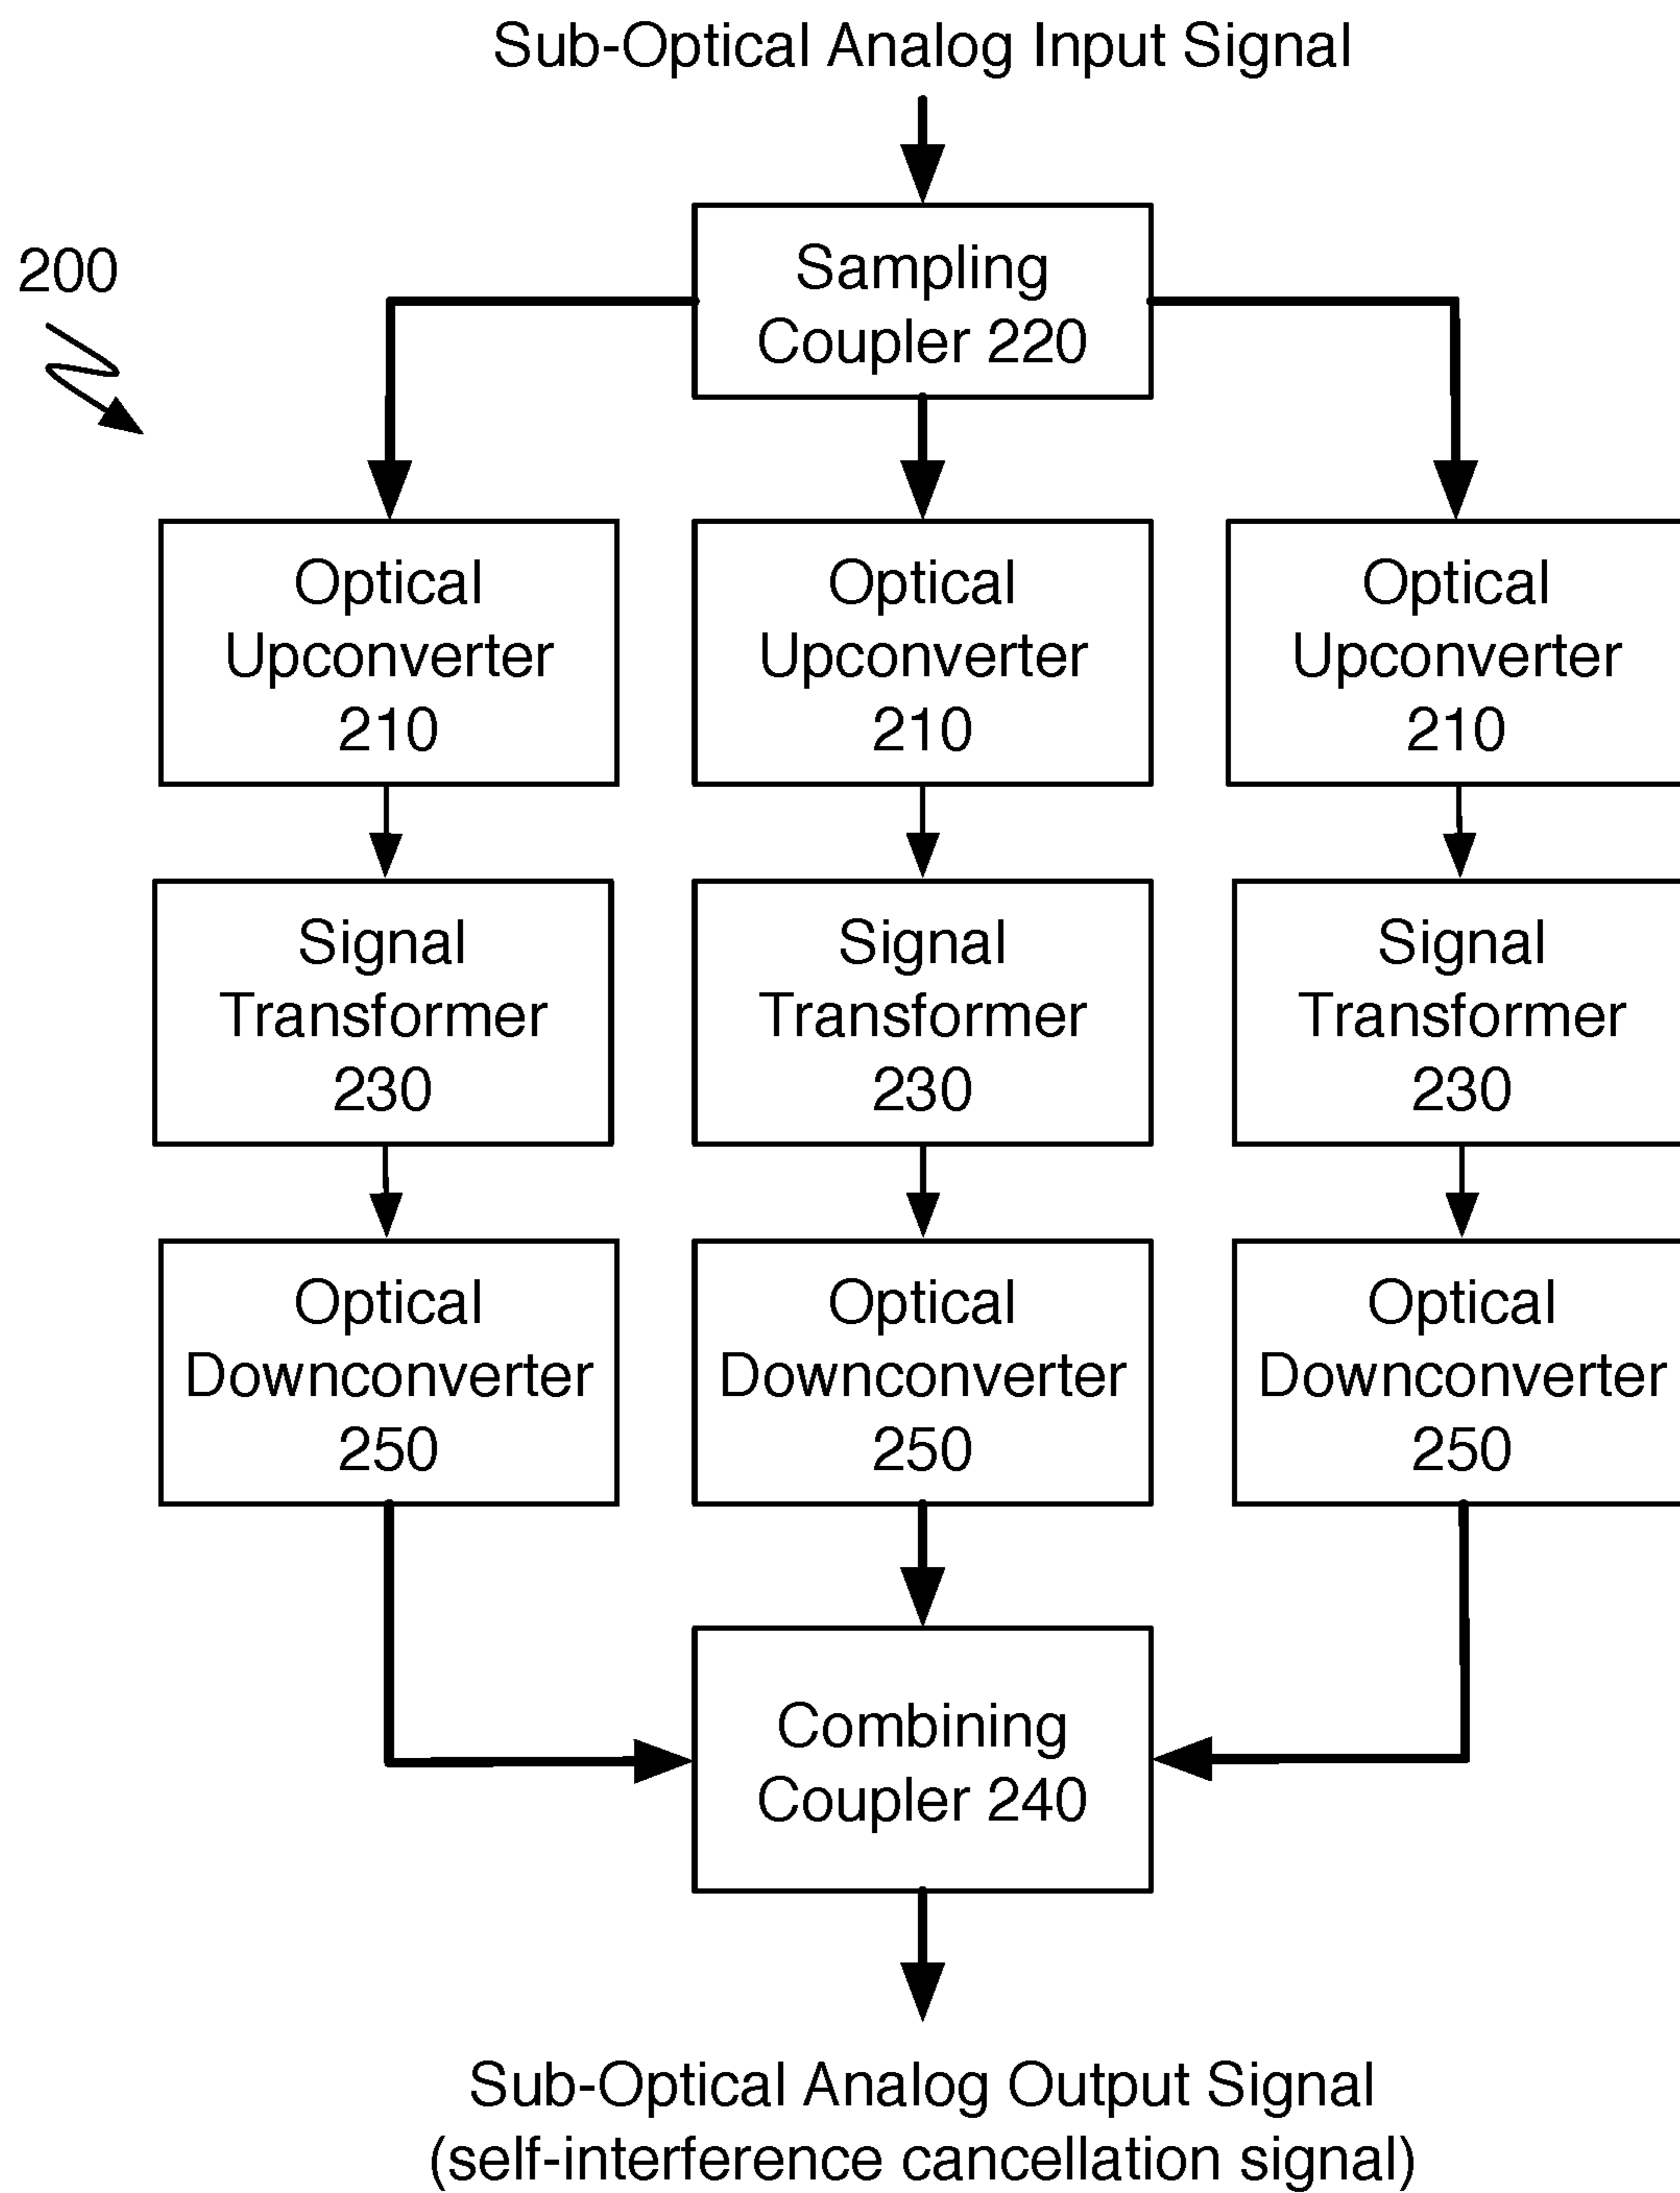 Sub-Optical Analog Input Signal
200
Sampling
Coupler 220
Optical
Upconverter
210
Optical
Upconverter
210
Optical
Upconverter
210
Signal
Transformer
230
Signal
Transformer
230
Signal
Transformer
230
Optical
Downconverter
250
Optical
Downconverter
250
Optical
Downconverter
250
Combining
Coupler 240
Sub-Optical Analog Output Signal
(self-interference cancellation signal)